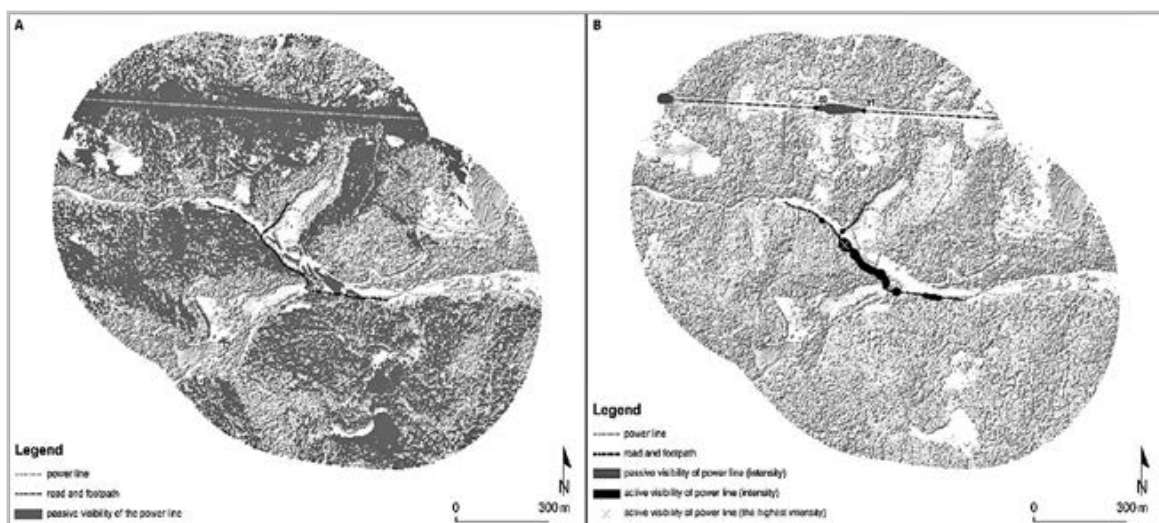 A
Legend
power line
road and footpath
passive visibility of the power line
N
0 300 m
B
Legend
power line
road and footpath
passive visibility of power line (intensity)
active visibility of power line (intensity)
active visibility of power line (the highest intensity)
N
0 300 m